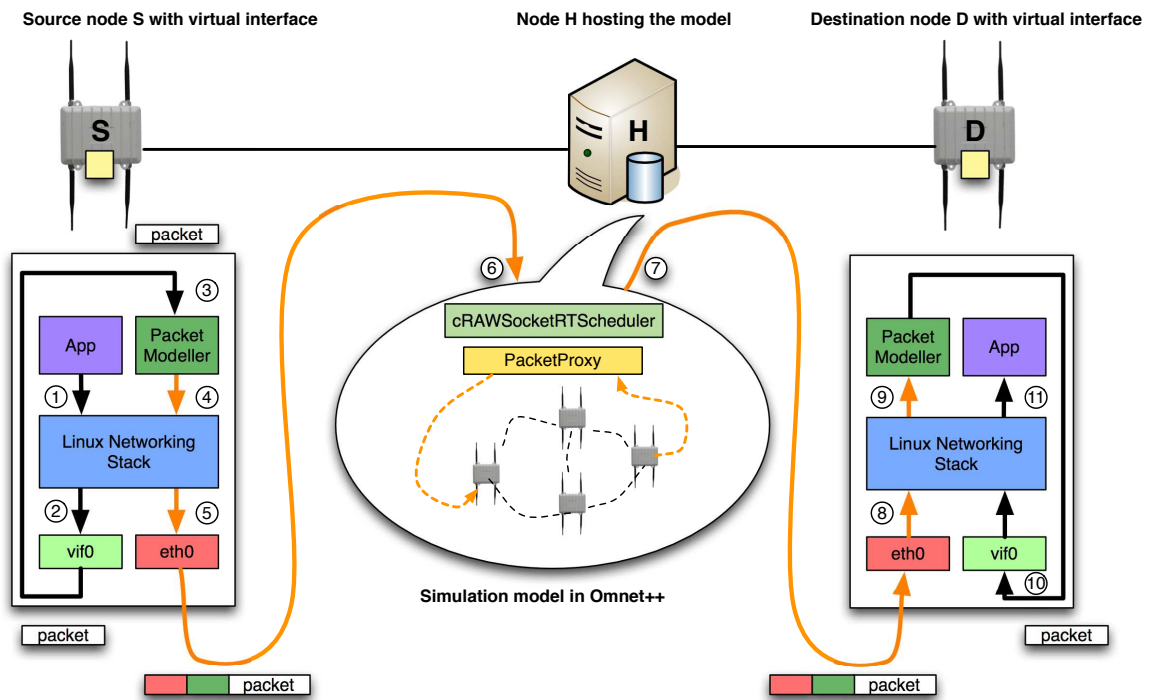 Source node S with virtual interface
Node H hosting the model
Destination node D with virtual interface
S
H
D
packet
③
App
Packet
Modeller
①
④
Linux Networking
Stack
②
⑤
vif0
eth0
packet
packet
⑥
⑦
cRAWSocketRTScheduler
PacketProxy
Simulation model in Omnet++
Packet
Modeller
App
⑨
⑪
Linux Networking
Stack
⑧
eth0
vif0
⑩
packet
packet